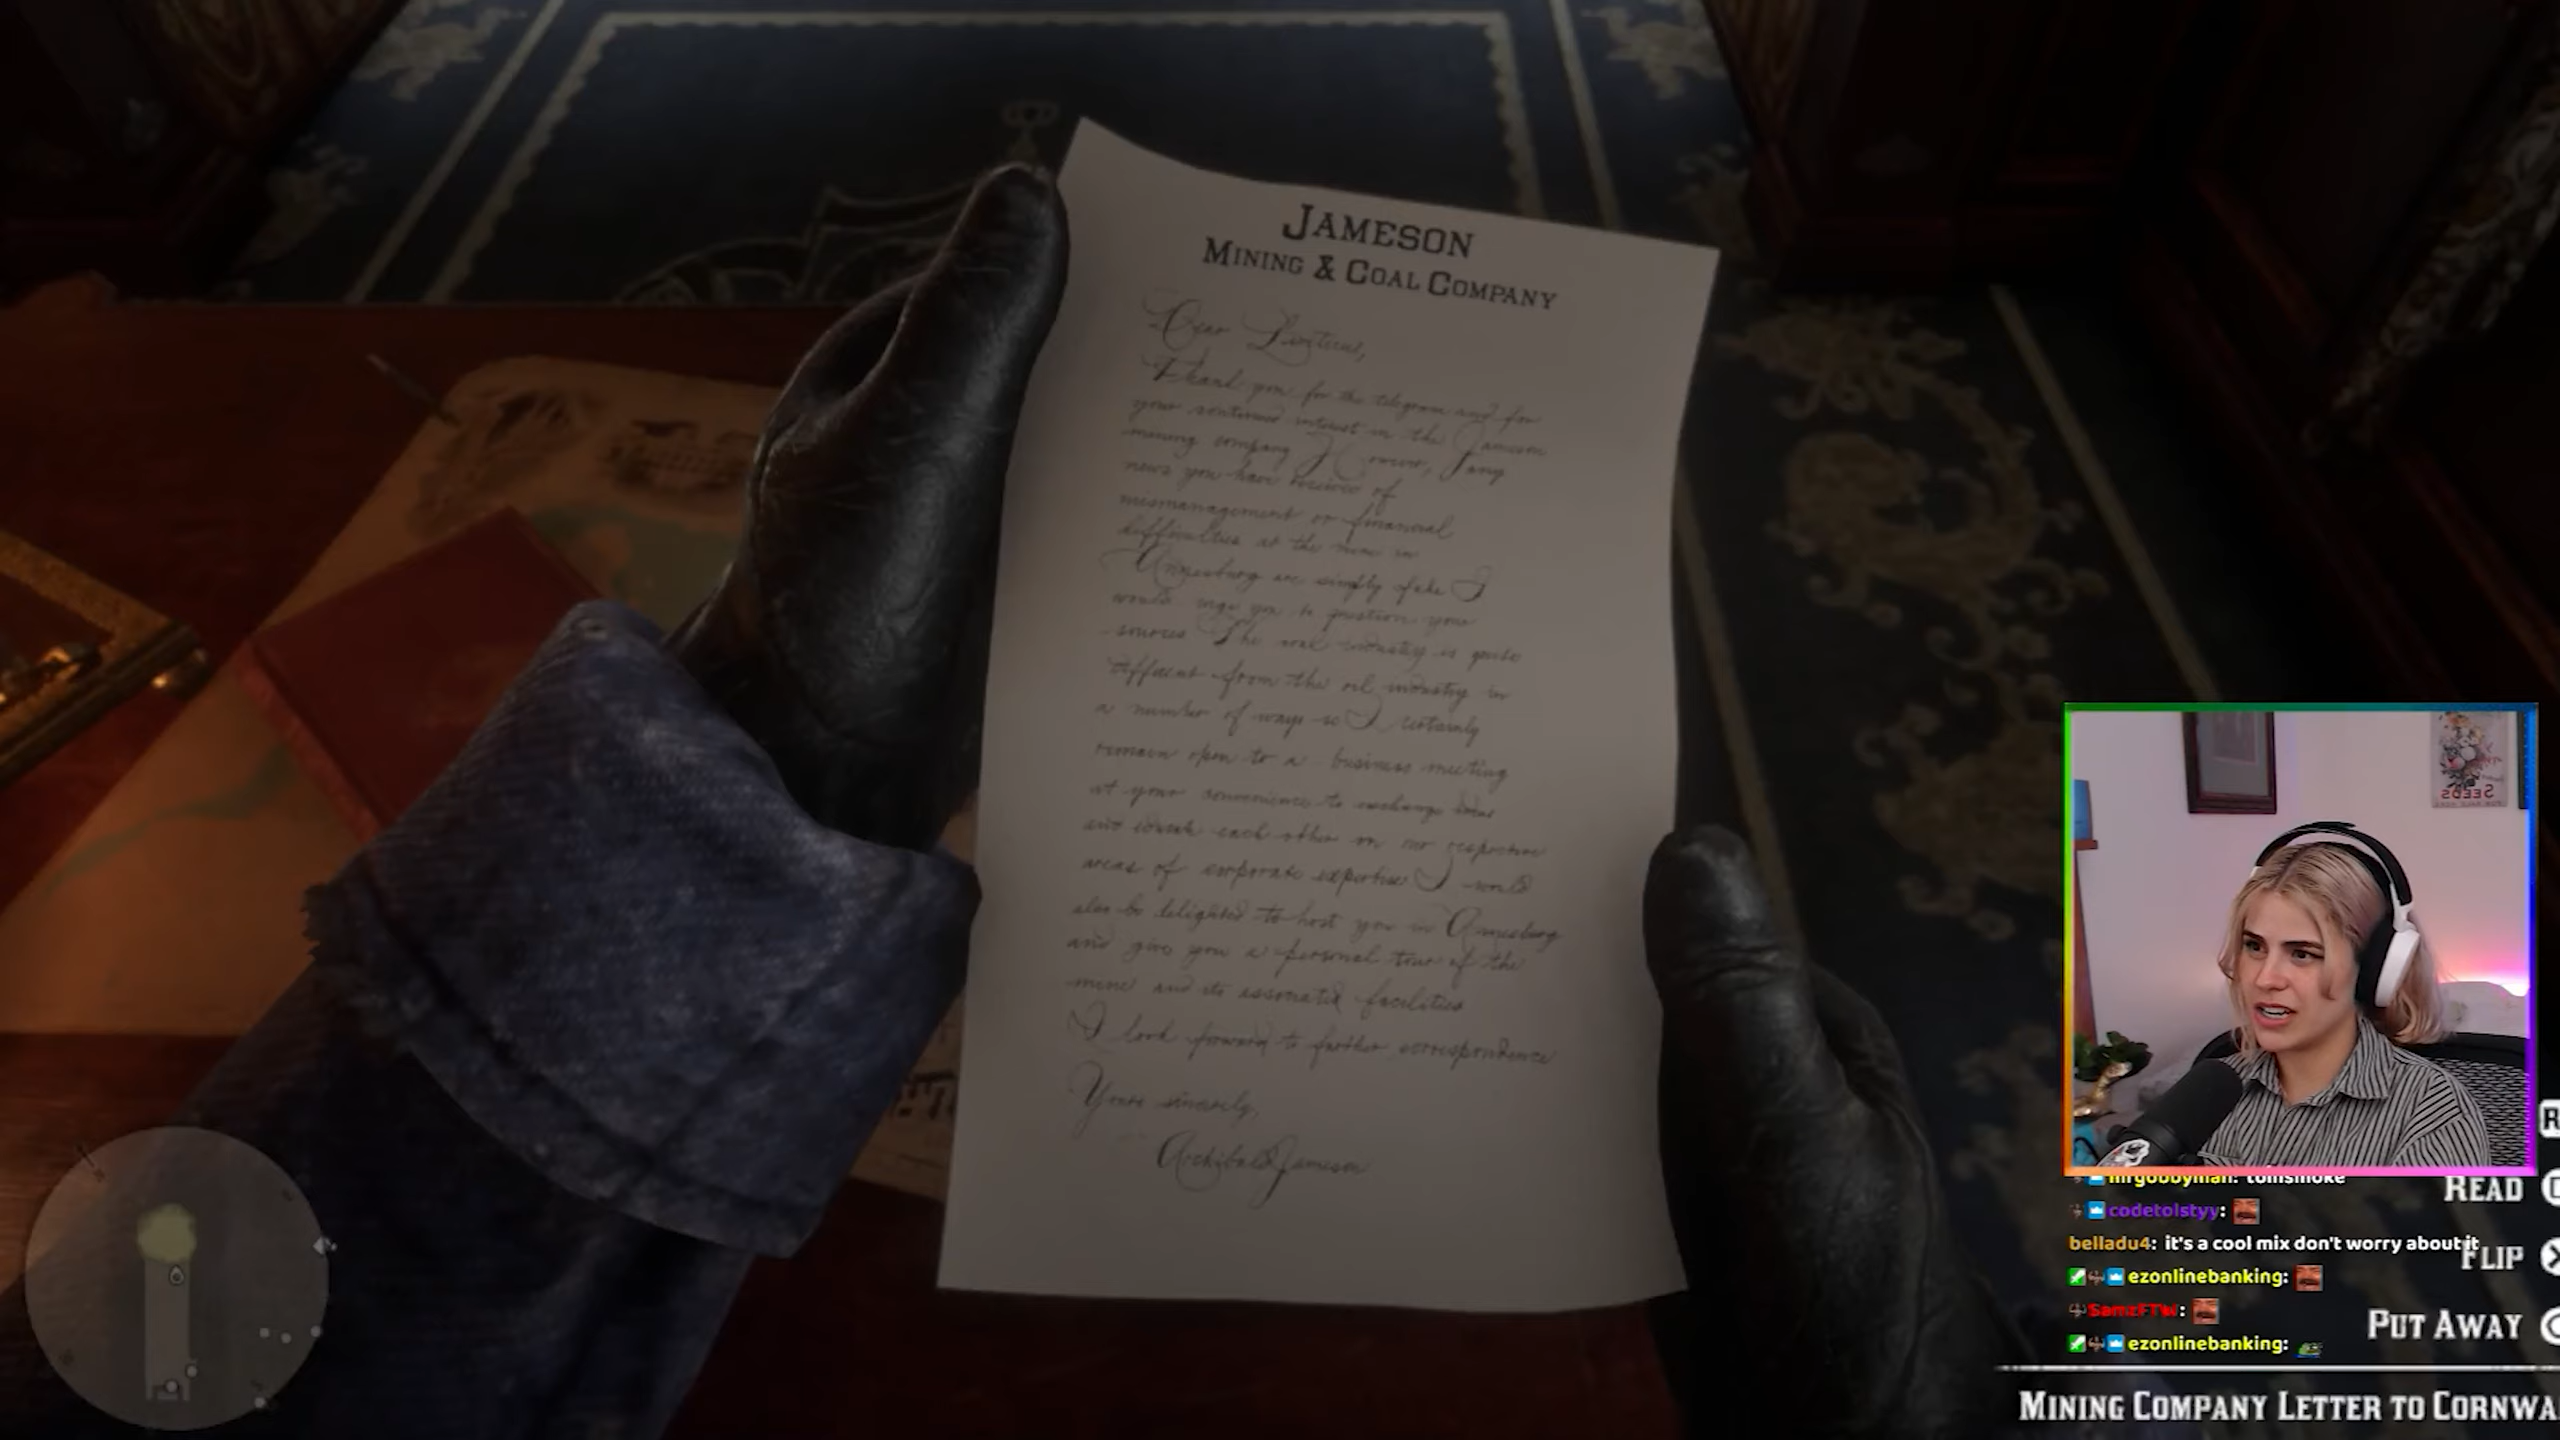 JAMESON
MINING & COAL COMPANY
Dear Leviticus,
Thank you for the telegram and for
your continued interest in the Jameson
mining company However, I any
news you have receive of
mismanagement or financial
difficulties at the mine in
Annesburg are simply fake I
would urge you to question your
sources The coal industry is quite
different from the oil industry in
a number of ways so I certainly
remain open to a business meeting
at your convenience to exchange ideas
and each other on our respective
areas of corporate expertise I would
also be delighted to host you in Annesburg
and give you a personal tour of the
mine and its associated facilities
I look forward to further correspondence
Yours sincerely,
Archibald Jameson
SEEDS
mrgobbyman: tomsmoke
codetolstyy:
belladu4: it's a cool mix don't worry about it
ezonlinebanking:
SamzFTW:
ezonlinebanking:
R
READ
FLIP
PUT AWAY
MINING COMPANY LETTER TO CORNWA